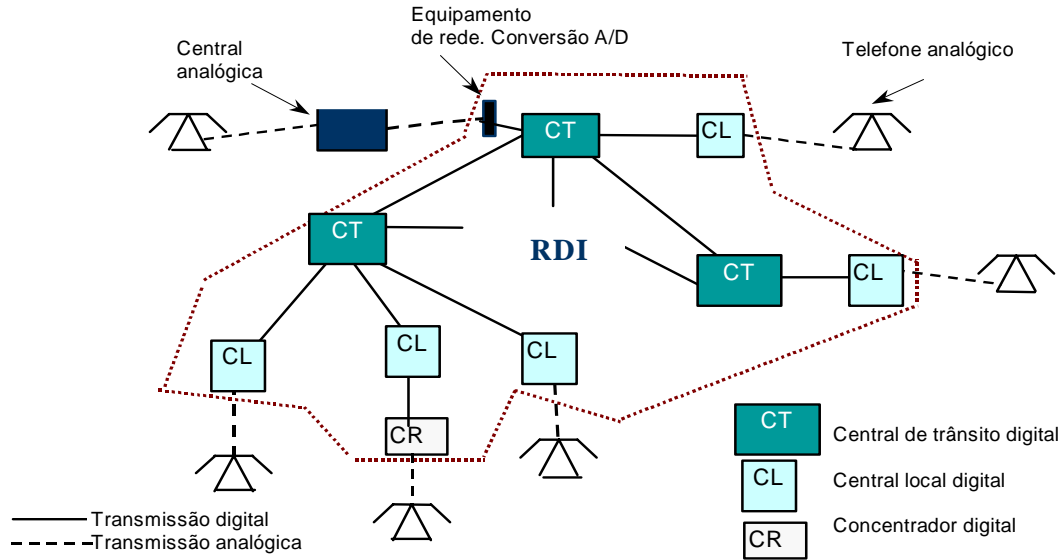 Equipamento
de rede. Conversão A/D
Central
analógica
Telefone analógico
CT
CL
CT
RDI
CT
CL
CL
CL
CL
CR
CT
Central de trânsito digital
CL
Central local digital
CR
Concentrador digital
Transmissão digital
Transmissão analógica